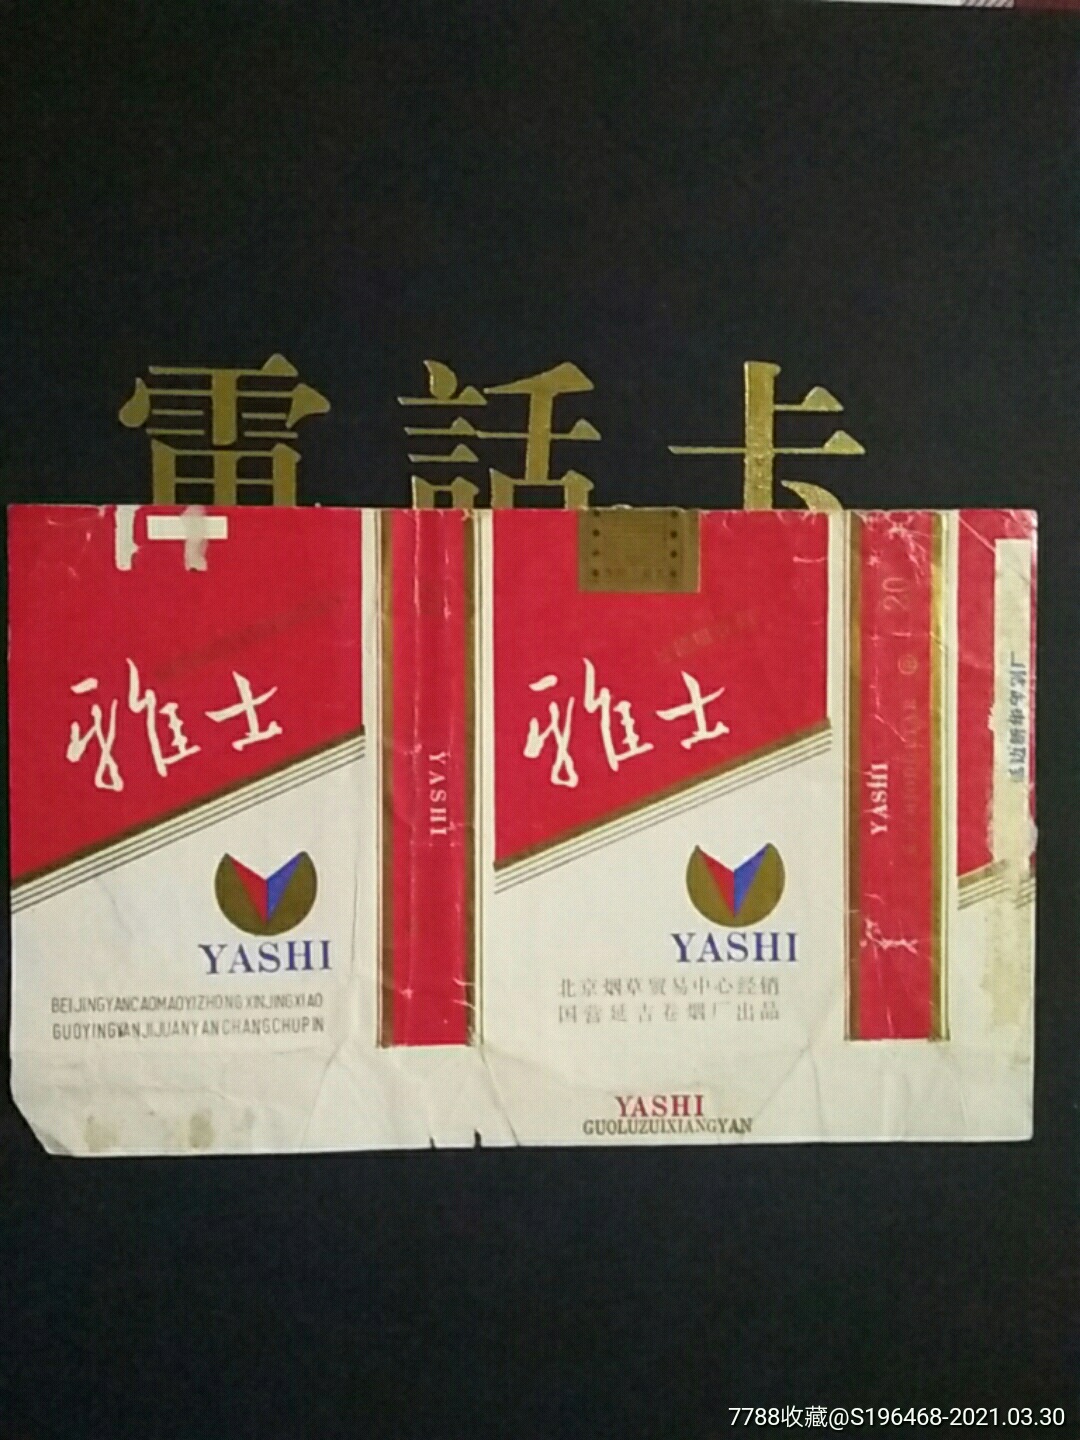 電話卡
雅士
YASHI
BEIJINGYANCAOMAOYIZHONGXINJINGXIAO
GUOYINGYANJIJUANYANCHANGCHUPIN
YASHI
雅士
YASHI
北京烟草贸易中心经销
国营延吉卷烟厂出品
YASHI
GUOLUZUIXIANGYAN
20
YASHI
7788收藏@S196468-2021.03.30